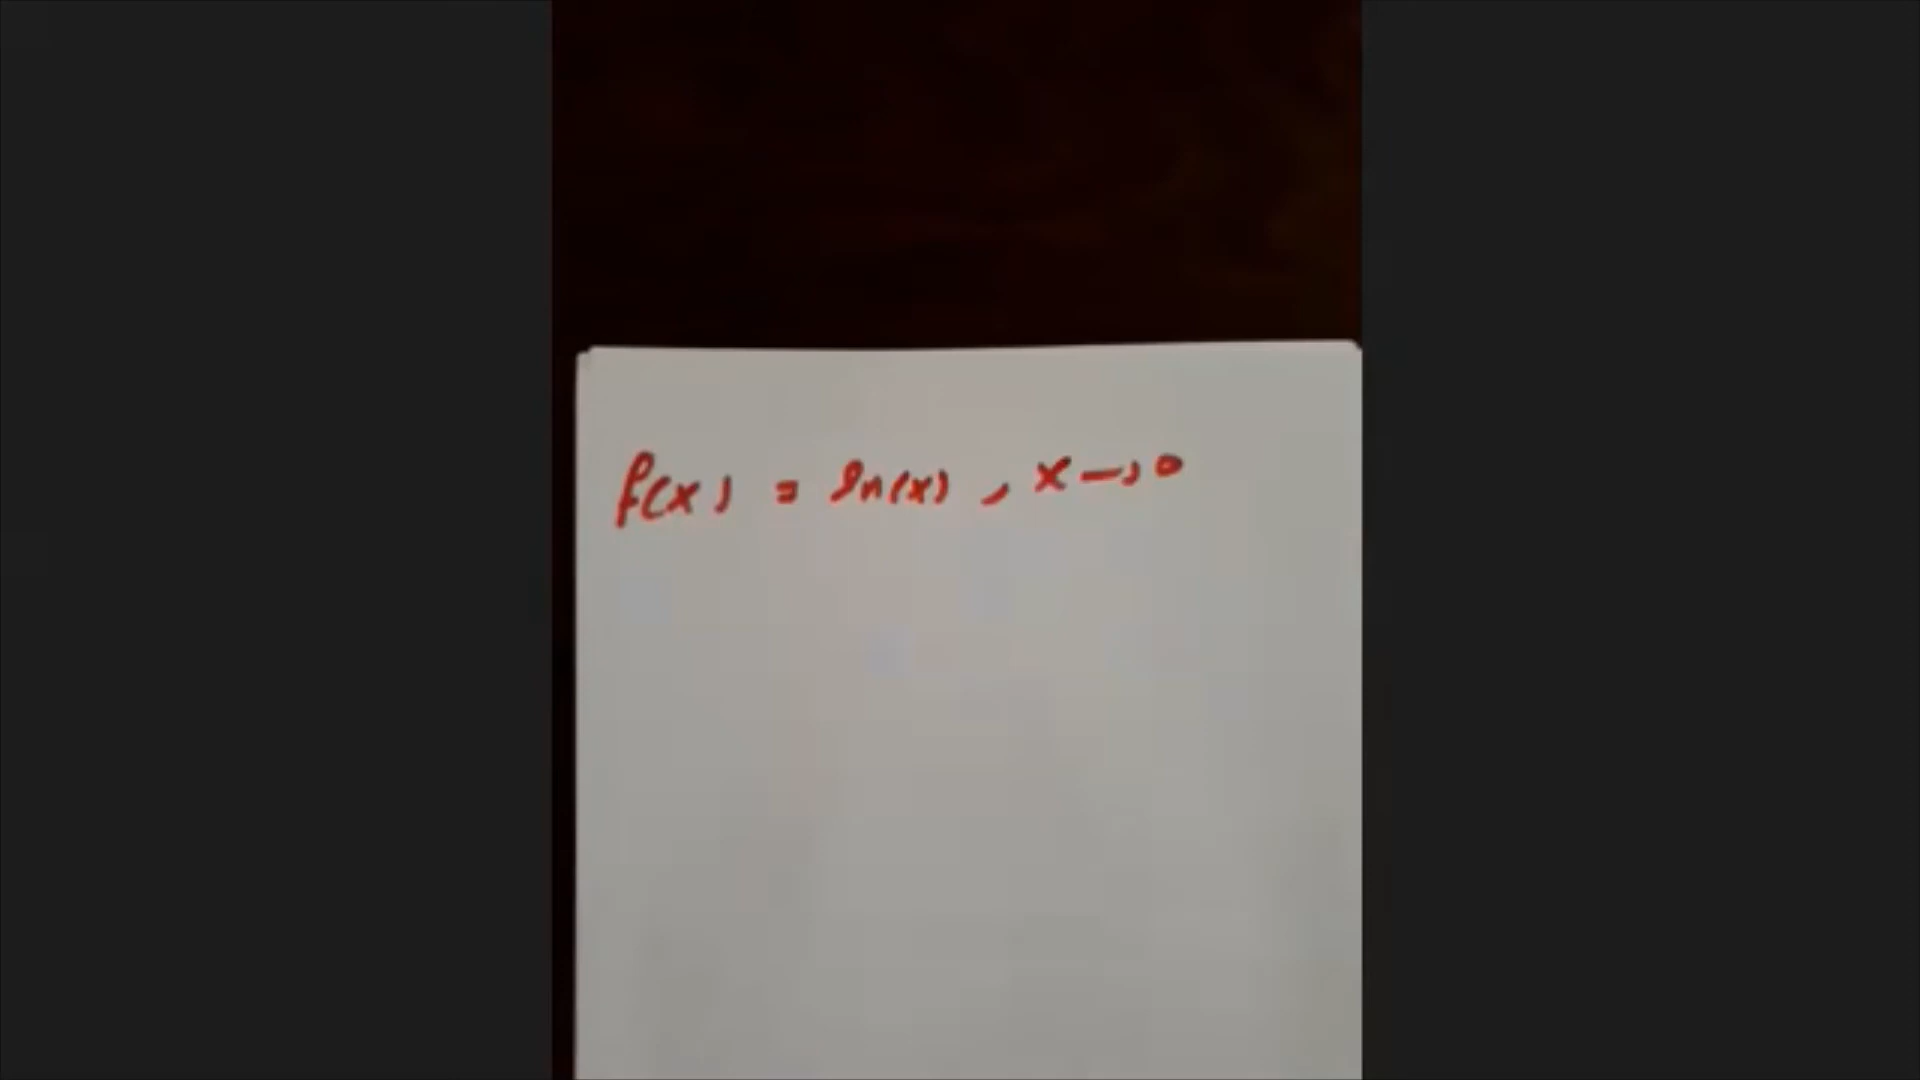 f(x) = ln(x) , x → 0